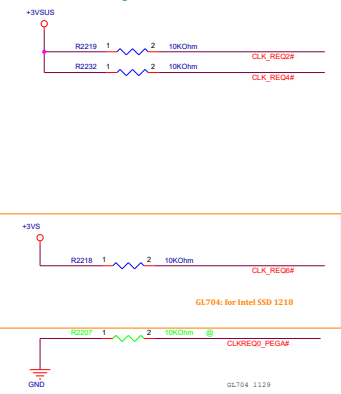 +3VSUS
R2219 1 2 10KOhm
CLK_REQ2#
R2232 1 2 10KOhm
CLK_REQ4#
+3VS
R2218 1 2 10KOhm
CLK_REQ6#
GL704: for Intel SSD 1218
R2207 1 2 10KOhm @
CLKREQ0_PEGA#
GND
GL704 1129